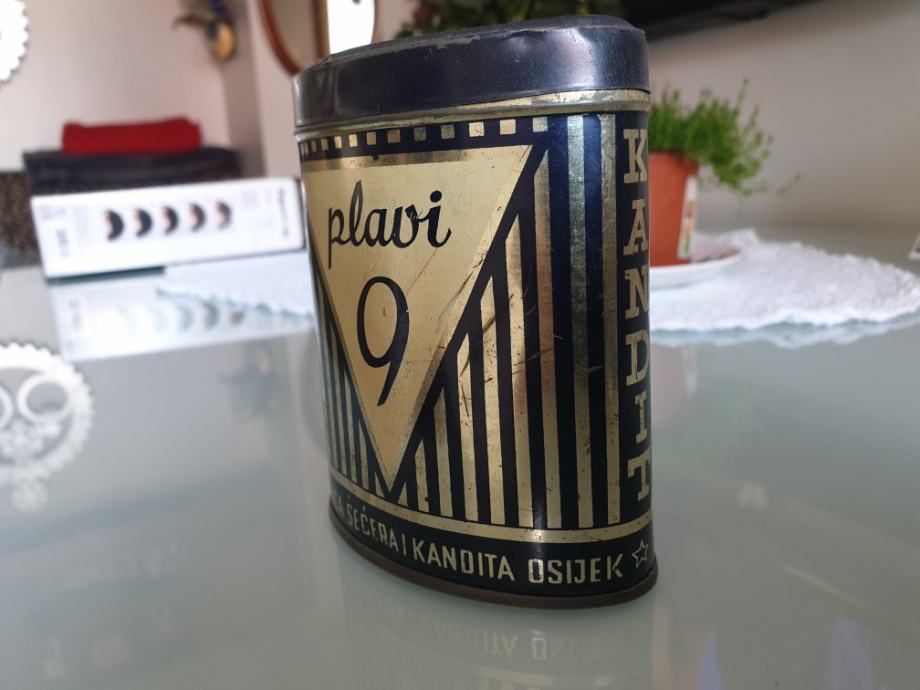 plavi
9
KANDIT
ŠEĆERA I KANDITA OSIJEK